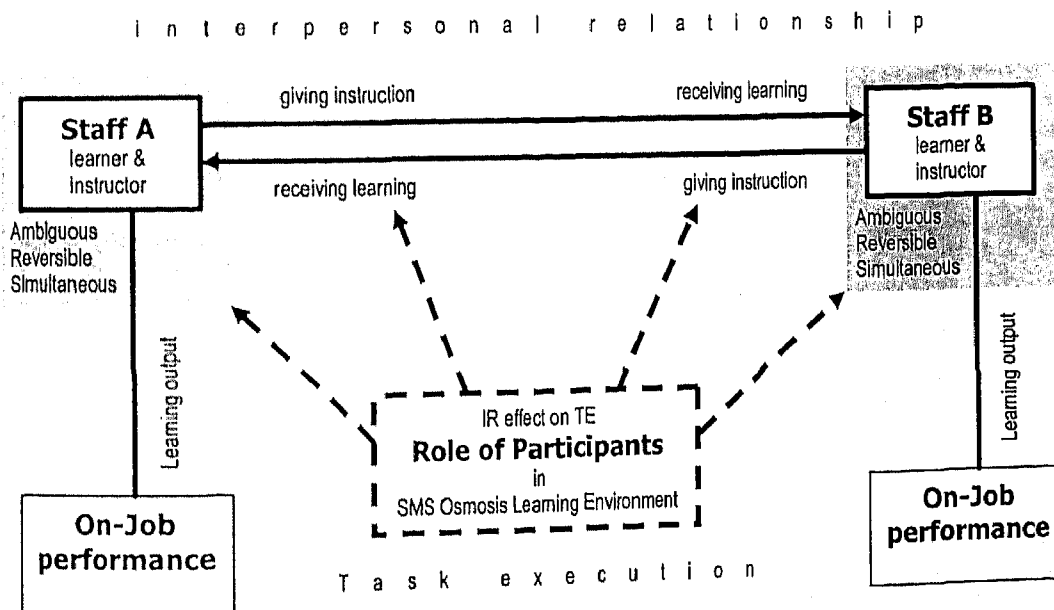 interpersonal relationship
giving instruction
receiving learning
Staff A
learner &
Instructor
Staff B
learner &
instructor
receiving learning
giving instruction
Ambiguous
Reversible
Simultaneous
Ambiguous
Reversible
Simultaneous
Learning output
Learning output
IR effect on TE
Role of Participants
in
SMS Osmosis Learning Environment
On-Job
performance
On-Job
performance
Task execution